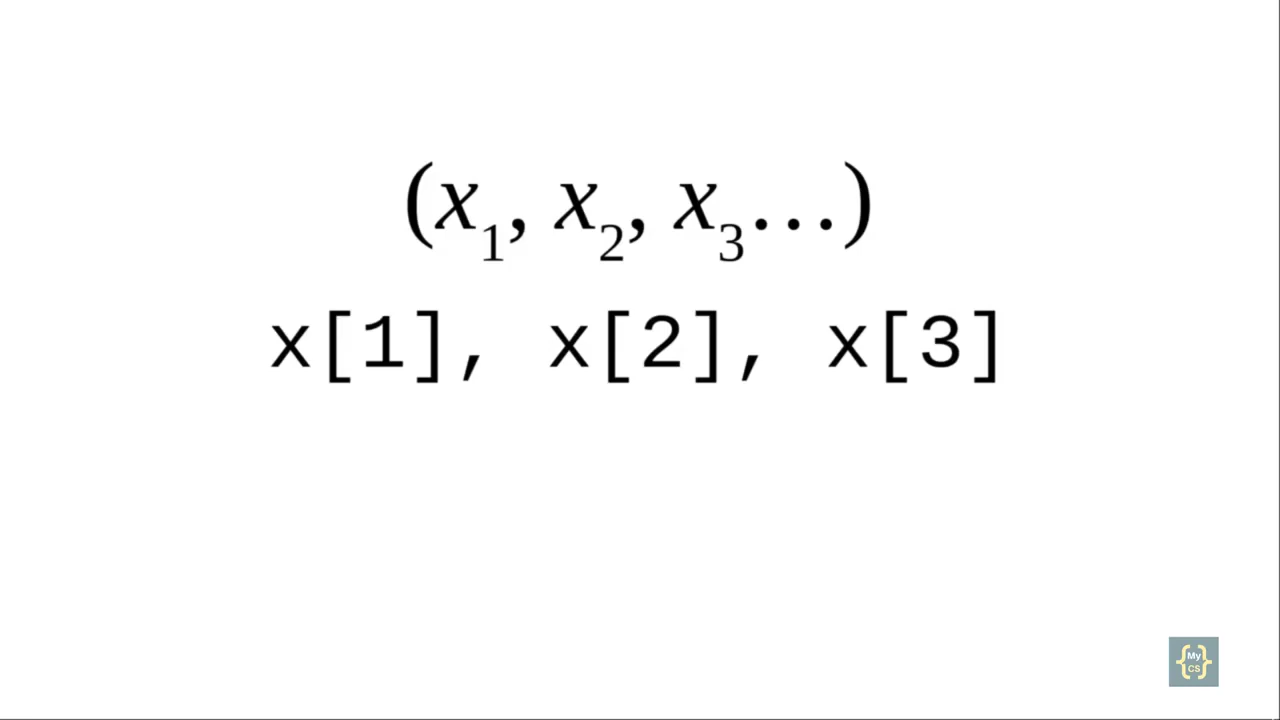 (x₁, x₂, x₃…)
x[1], x[2], x[3]
{My CS}